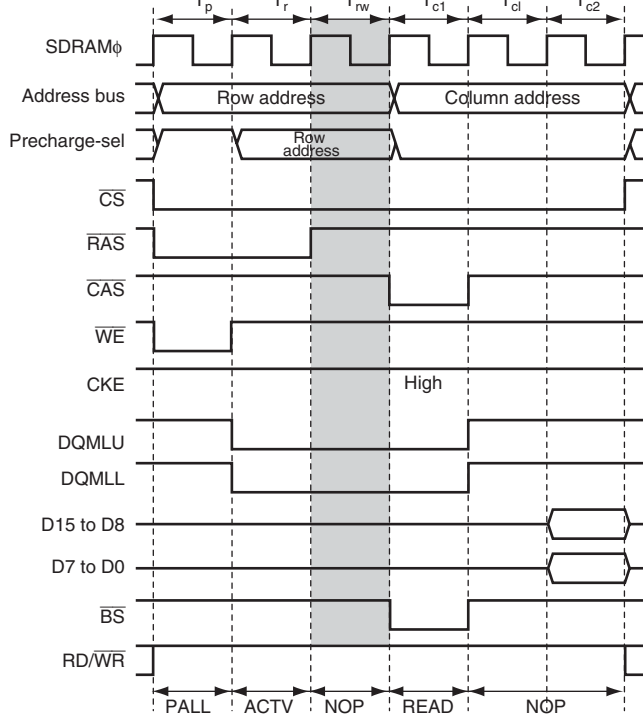 Tp Tr Trw Tc1 Tcl Tc2
SDRAMϕ
Address bus Row address Column address
Precharge-sel Row address
CS
RAS
CAS
WE
CKE High
DQMLU
DQMLL
D15 to D8
D7 to D0
BS
RD/WR
PALL ACTV NOP READ NOP